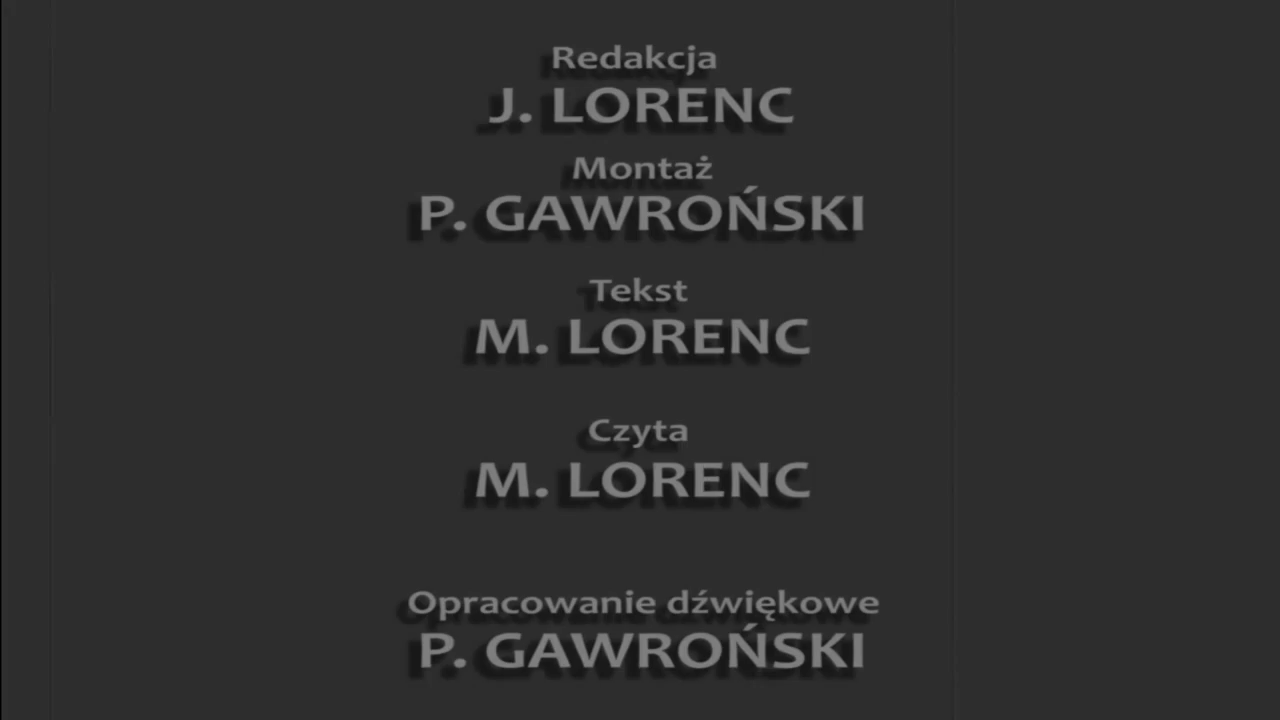 Redakcja
J. LORENC
Montaż
P. GAWROŃSKI
Tekst
M. LORENC
Czyta
M. LORENC
Opracowanie dźwiękowe
P. GAWROŃSKI